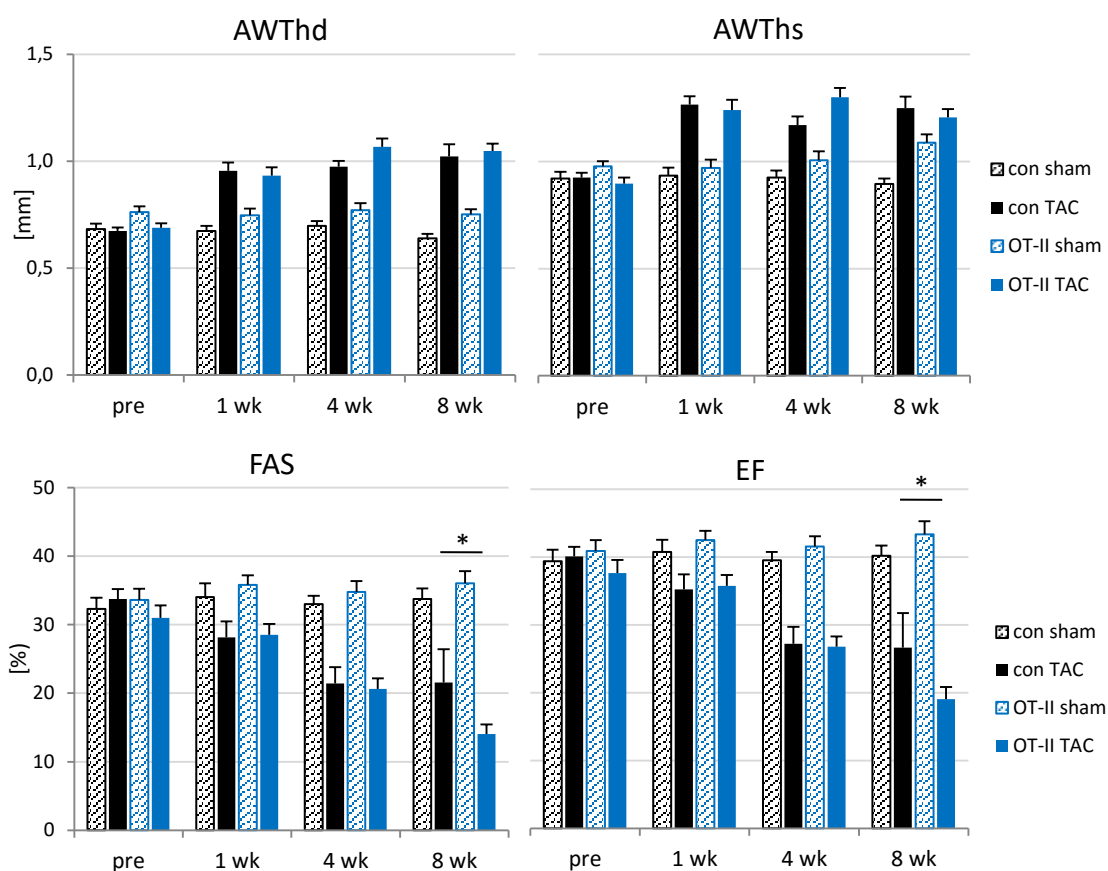 AWThd
AWThs
1,5
1,0
0,5
0,0
[mm]
pre 1 wk 4 wk 8 wk
pre 1 wk 4 wk 8 wk
con sham
con TAC
OT-II sham
OT-II TAC
FAS
EF
50
40
30
20
10
0
[%)
*
*
pre 1 wk 4 wk 8 wk
pre 1 wk 4 wk 8 wk
con sham
con TAC
OT-II sham
OT-II TAC